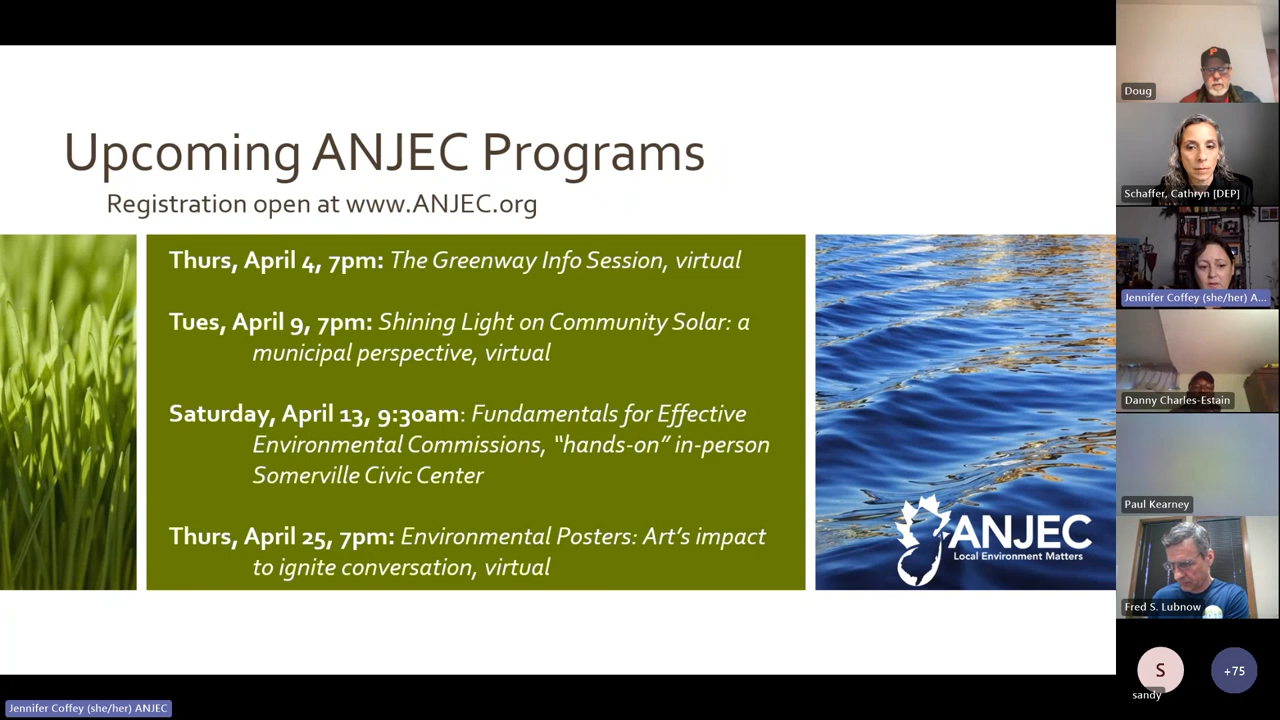 Upcoming ANJEC Programs
Registration open at www.ANJEC.org
Thurs, April 4, 7pm: The Greenway Info Session, virtual
Tues, April 9, 7pm: Shining Light on Community Solar: a
municipal perspective, virtual
Saturday, April 13, 9:30am: Fundamentals for Effective
Environmental Commissions, “hands-on” in-person
Somerville Civic Center
Thurs, April 25, 7pm: Environmental Posters: Art’s impact
to ignite conversation, virtual
ANJEC
Local Environment Matters
Jennifer Coffey (she/her) ANJEC
Doug
Schaffer, Cathryn [DEP]
Jennifer Coffey (she/her) A...
Danny Charles-Estain
Paul Kearney
Fred S. Lubnow
S
sandy
+75